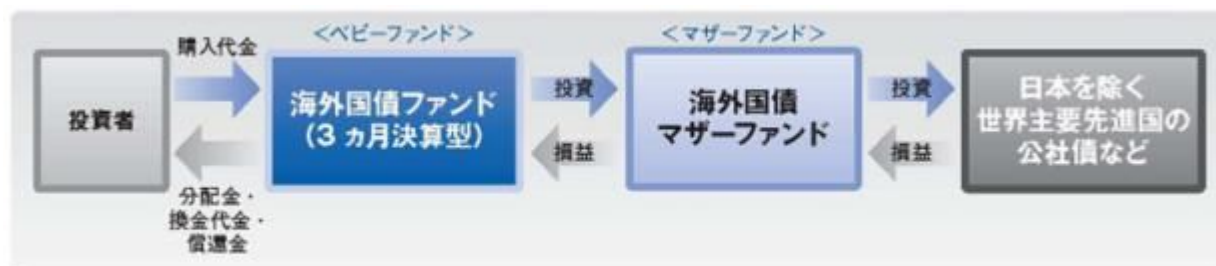 投資者
購入代金
分配金・
換金代金・
償還金
＜ベビーファンド＞
海外国債ファンド
（3ヵ月決算型）
投資
損益
＜マザーファンド＞
海外国債
マザーファンド
投資
損益
日本を除く
世界主要先進国の
公社債など